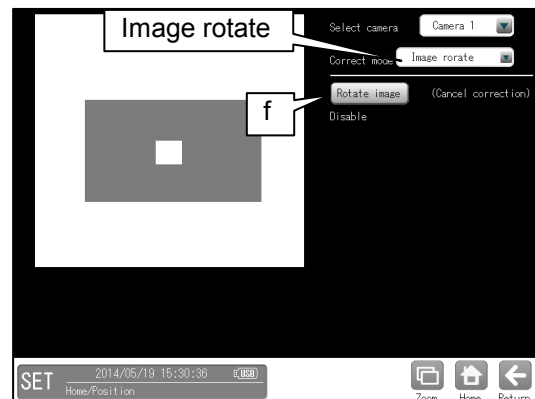 Image rotate
Select camera
Camera 1
Correct mode
Image rorate
f
Rotate image
(Cancel correction)
Disable
SET
2014/05/19 15:30:36
USB
Home/Position
Zoom
Home
Return